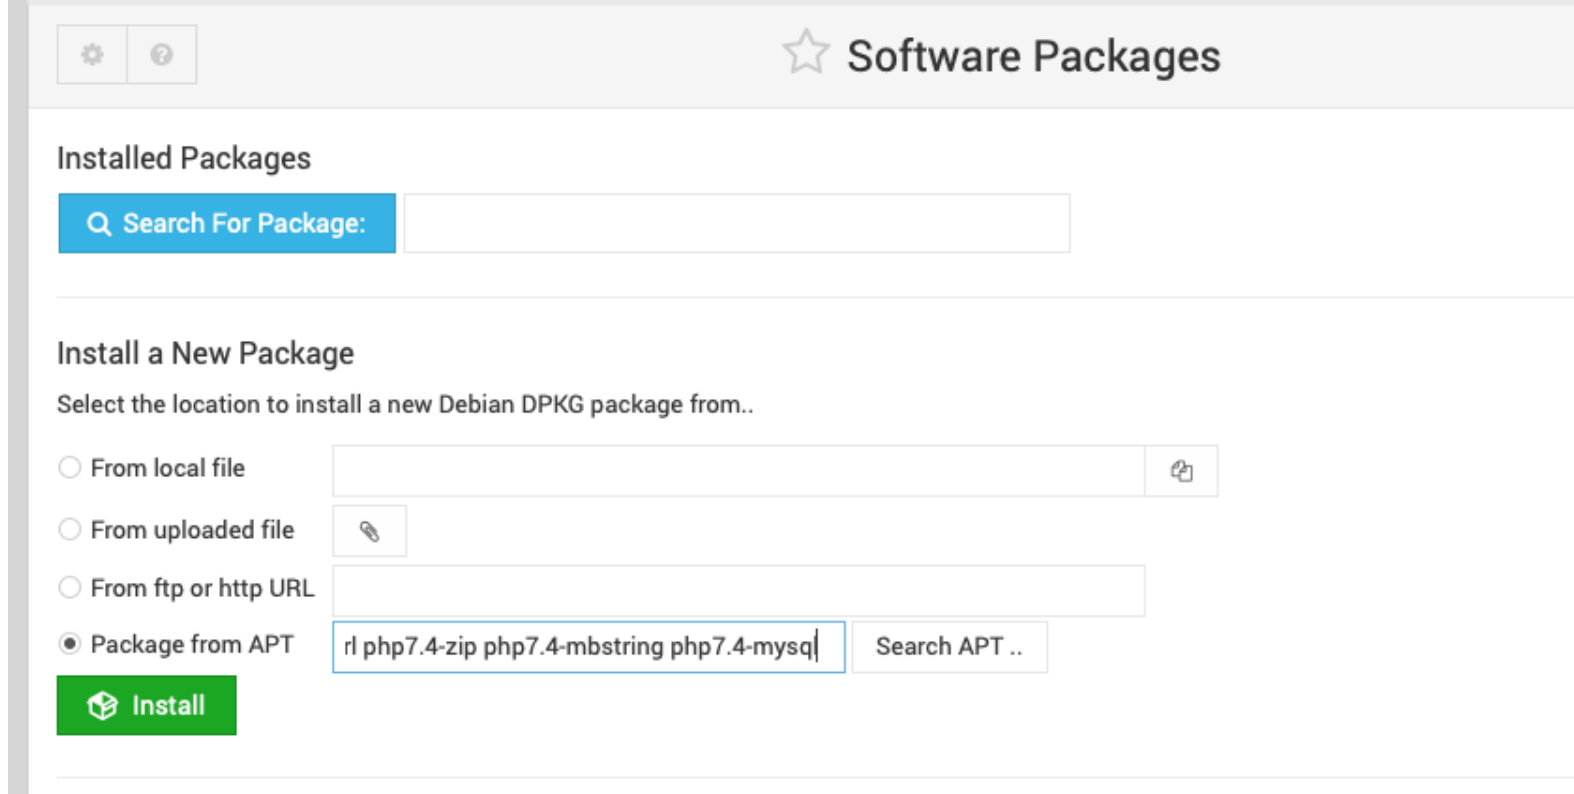 Software Packages
Installed Packages
Search For Package:
Install a New Package
Select the location to install a new Debian DPKG package from..
From local file
From uploaded file
From ftp or http URL
Package from APT rl php7.4-zip php7.4-mbstring php7.4-mysql Search APT ..
Install